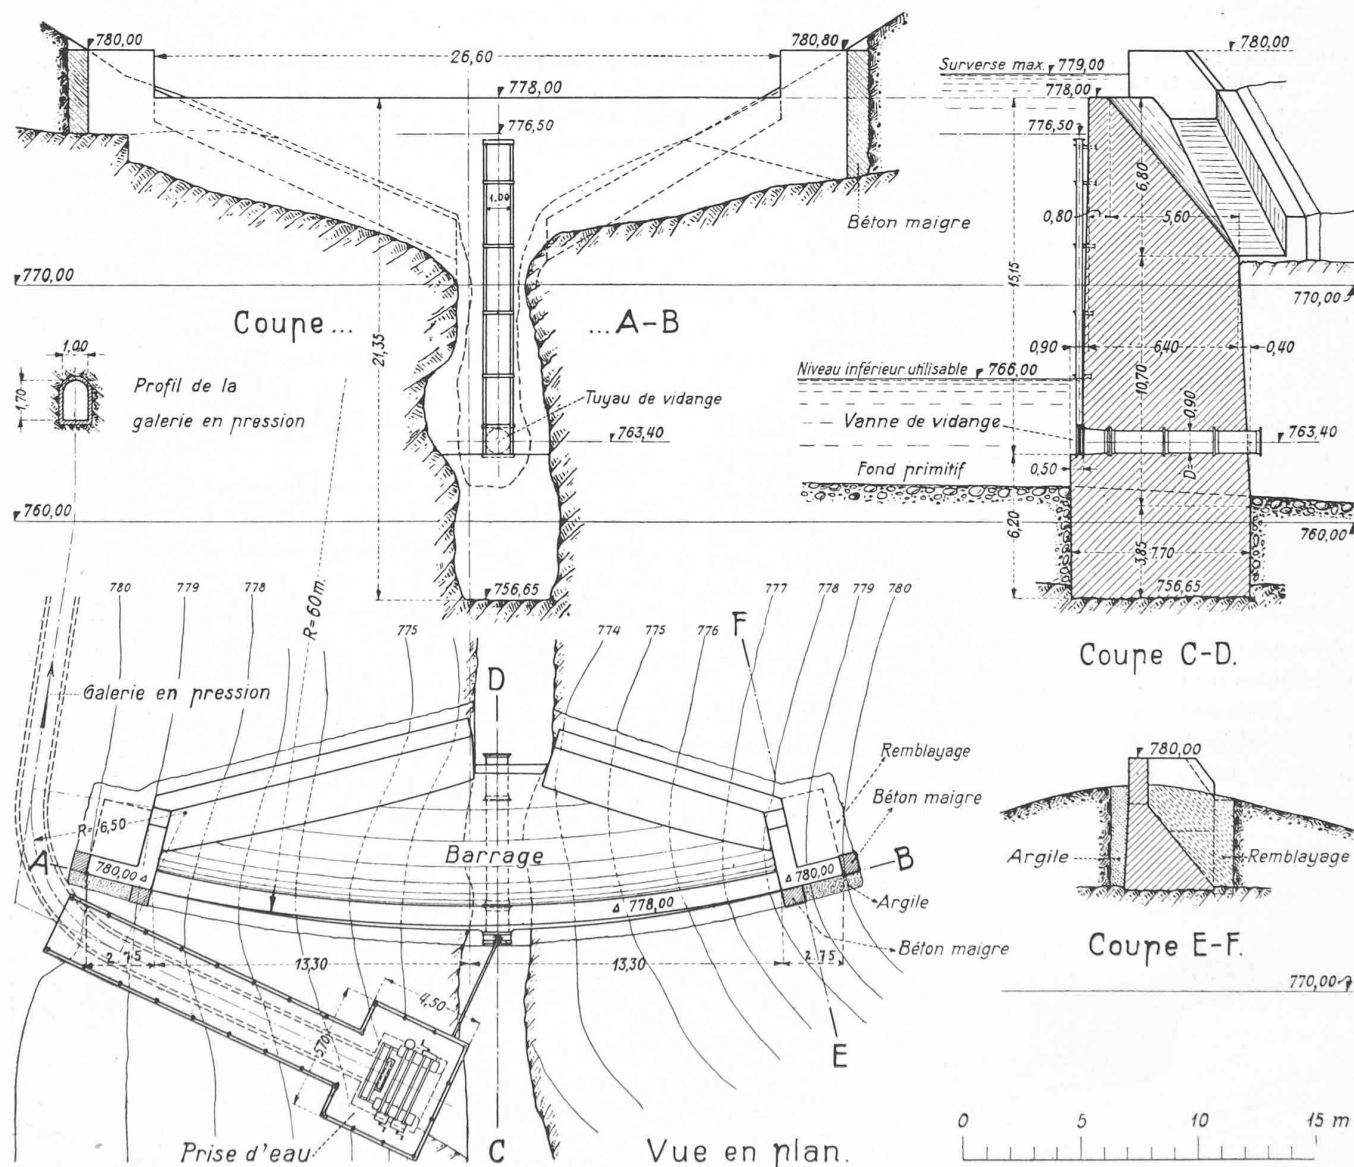 780,00
26,60
780,80
778,00
776,50
1,00
Béton maigre
770,00
Coupe ...
... A-B
21,35
1,00
1,70
Profil de la
galerie en pression
Tuyau de vidange
763,40
760,00
756,65
Surverse max. 779,00
780,00
778,00
776,50
6,80
0,80
5,60
15,15
770,00
0,90
6,40
0,40
10,70
Niveau inférieur utilisable 766,00
0,90
Vanne de vidange
763,40
Fond primitif
0,50
D=
6,20
760,00
3,85
7,70
756,65
Coupe C-D.
780
779
778
R=60m.
775
774
775
776
777
778
779
780
F
D
Galerie en pression
Remblayage
Béton maigre
R=16,50
A
780,00
Barrage
780,00
B
778,00
Argile
Béton maigre
2,75
13,30
13,30
2,75
4,50
5,70
E
Prise d'eau
C
Vue en plan.
780,00
Argile
Remblayage
Coupe E-F.
770,00
0 5 10 15 m